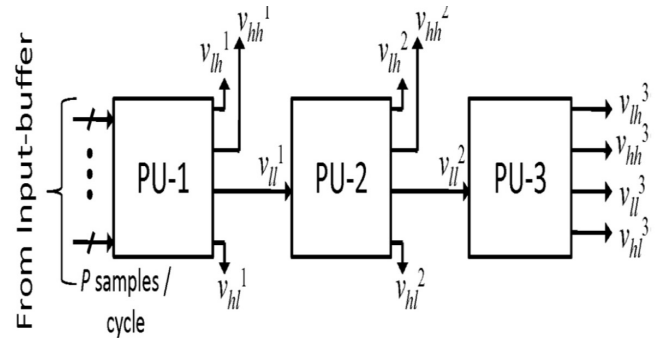 From Input-buffer
P samples /
cycle
PU-1
v_lh^1
v_hh^1
v_ll^1
v_hl^1
PU-2
v_lh^2
v_hh^2
v_ll^2
v_hl^2
PU-3
v_lh^3
v_hh^3
v_ll^3
v_hl^3